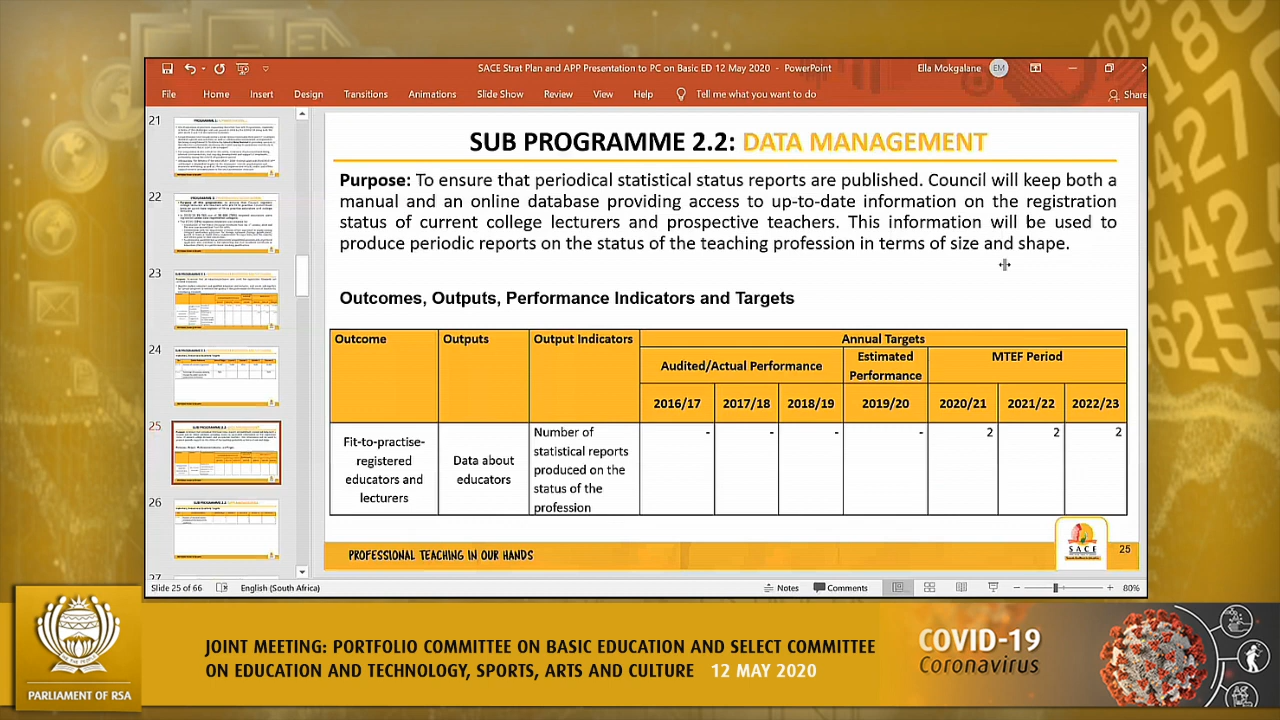 SACE Strat Plan and APP Presentation to PC on Basic ED 12 May 2020 - PowerPoint
Ella Mokgalane EM
File Home Insert Design Transitions Animations Slide Show Review View Help Tell me what you want to do Share
21
22
23
24
25
26
27
SUB PROGRAMME 2.2: DATA MANAGEMENT
Purpose: To ensure that periodical statistical status reports are published. Council will keep both a
manual and an online database providing access to up-to-date information on the registration
status of current college lecturers and prospective teachers. This information will be used to
produce periodic reports on the status of the teaching profession in terms of size and shape.
Outcomes, Outputs, Performance Indicators and Targets
Outcome Outputs Output Indicators Annual Targets
Audited/Actual Performance Estimated Performance MTEF Period
2016/17 2017/18 2018/19 2019/20 2020/21 2021/22 2022/23
Fit-to-practise-
registered
educators and
lecturers
Data about
educators
Number of
statistical reports
produced on the
status of the
profession
- - - - 2 2 2
PROFESSIONAL TEACHING IN OUR HANDS
SACE
25
Slide 25 of 66 English (South Africa) Notes Comments 80%
PARLIAMENT OF RSA
JOINT MEETING: PORTFOLIO COMMITTEE ON BASIC EDUCATION AND SELECT COMMITTEE
ON EDUCATION AND TECHNOLOGY, SPORTS, ARTS AND CULTURE 12 MAY 2020
COVID-19
Coronavirus